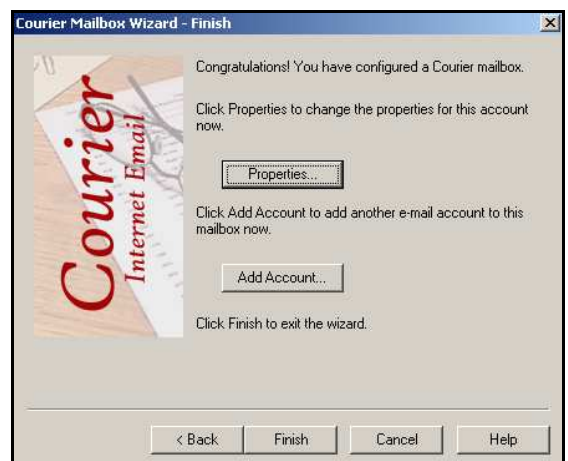 Courier Mailbox Wizard - Finish
Courier
Internet Email
Congratulations! You have configured a Courier mailbox.
Click Properties to change the properties for this account
now.
Properties...
Click Add Account to add another e-mail account to this
mailbox now.
Add Account...
Click Finish to exit the wizard.
< Back
Finish
Cancel
Help